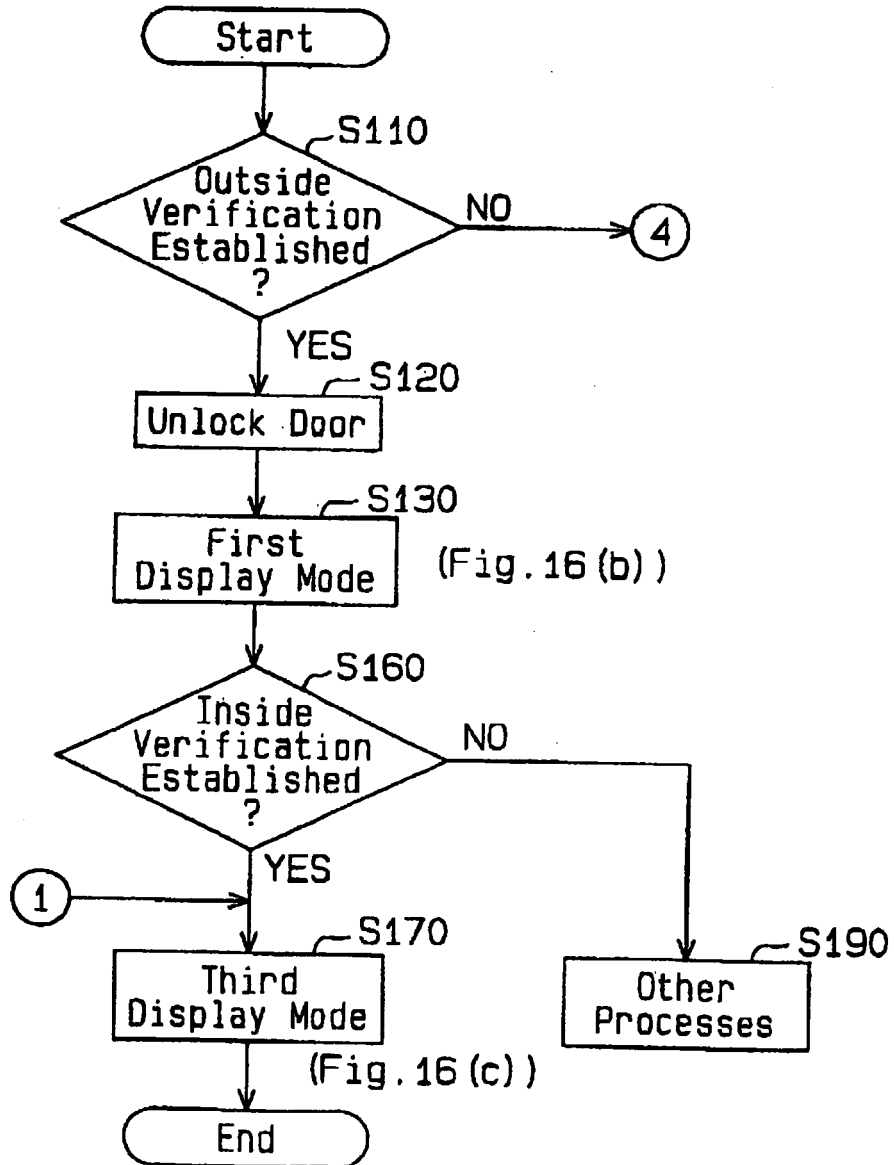 Start
S110
Outside
Verification
Established
?
NO
4
YES
S120
Unlock Door
S130
First
Display Mode
(Fig.16(b))
S160
Inside
Verification
Established
?
NO
YES
1
S170
Third
Display Mode
S190
Other
Processes
(Fig.16(c))
End